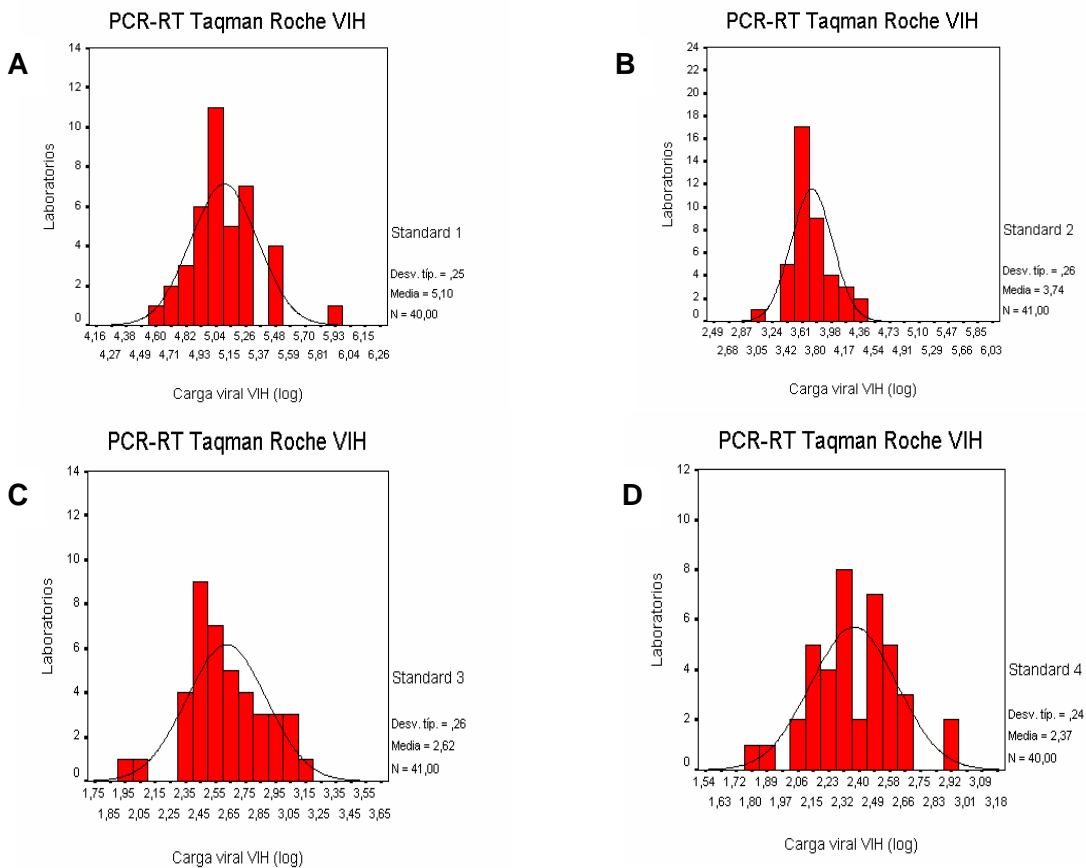 PCR-RT Taqman Roche VIH
A
14
12
10
8
6
4
2
0
Laboratorios
Standard 1
Desv. típ. = ,25
Media = 5,10
N = 40,00
4,16 4,38 4,60 4,82 5,04 5,26 5,48 5,70 5,93 6,15
4,27 4,49 4,71 4,93 5,15 5,37 5,59 5,81 6,04 6,26
Carga viral VIH (log)
PCR-RT Taqman Roche VIH
B
24
22
20
18
16
14
12
10
8
6
4
2
0
Laboratorios
Standard 2
Desv. típ. = ,26
Media = 3,74
N = 41,00
2,49 2,87 3,24 3,61 3,98 4,36 4,73 5,10 5,47 5,85
2,68 3,05 3,42 3,80 4,17 4,54 4,91 5,29 5,66 6,03
Carga viral VIH (log)
PCR-RT Taqman Roche VIH
C
14
12
10
8
6
4
2
0
Laboratorios
Standard 3
Desv. típ. = ,26
Media = 2,62
N = 41,00
1,75 1,95 2,15 2,35 2,55 2,75 2,95 3,15 3,35 3,55
1,85 2,05 2,25 2,45 2,65 2,85 3,05 3,25 3,45 3,65
Carga viral VIH (log)
PCR-RT Taqman Roche VIH
D
12
10
8
6
4
2
0
Laboratorios
Standard 4
Desv. típ. = ,24
Media = 2,37
N = 40,00
1,54 1,72 1,89 2,06 2,23 2,40 2,57 2,75 2,92 3,09
1,63 1,80 1,97 2,15 2,32 2,49 2,66 2,83 3,01 3,18
Carga viral VIH (log)